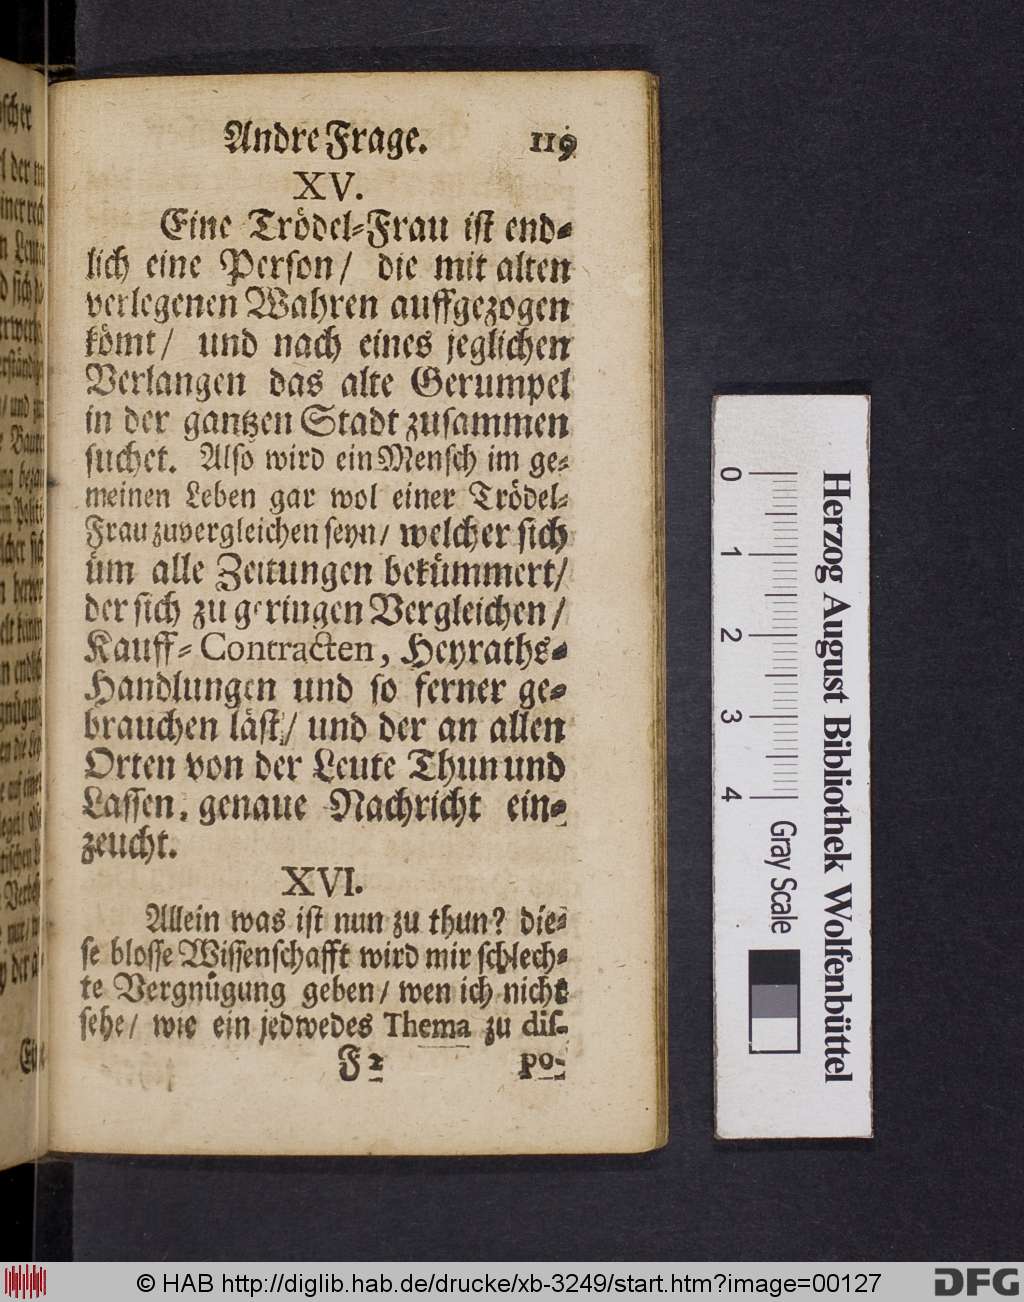 Andre Frage. 119
XV.
Eine Trödel-Frau ist end-
lich eine Person/ die mit alten
verlegenen Wahren auffgezogen
kömt/ und nach eines jeglichen
Verlangen das alte Gerumpel
in der gantzen Stadt zusammen
suchet. Also wird ein Mensch im ge-
meinen Leben gar wol einer Trödel-
Frau zuvergleichen seyn/ welcher sich
üm alle Zeitungen bekümmert/
der sich zu geringen Vergleichen/
Kauff-Contracten, Heyraths-
Handlungen und so ferner ge-
brauchen läst/ und der an allen
Orten von der Leute Thun und
Lassen, genaue Nachricht ein-
zeucht.
XVI.
Allein was ist nun zu thun? die-
se blosse Wissenschafft wird mir schlech-
te Vergnügung geben/ wen ich nicht
sehe/ wie ein jedwedes Thema zu dis-
F 2 po-
0 1 2 3 4
Gray Scale
Herzog August Bibliothek Wolfenbüttel
© HAB http://diglib.hab.de/drucke/xb-3249/start.htm?image=00127
DFG